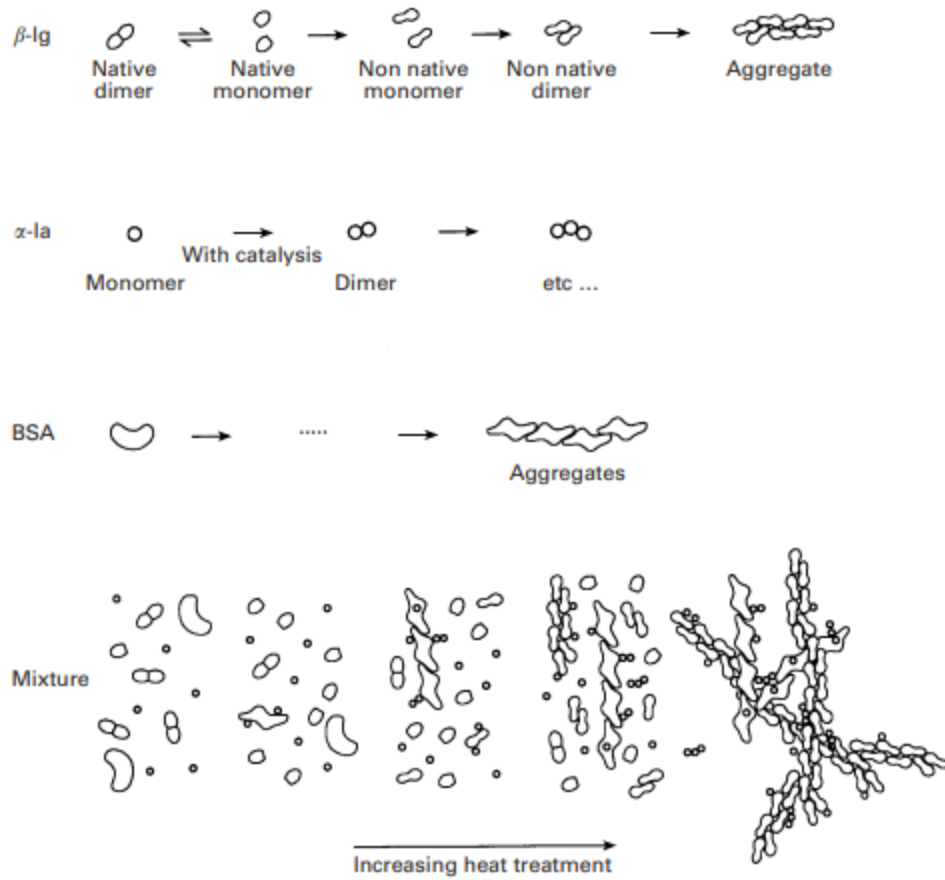 β-lg
Native
dimer
Native
monomer
Non native
monomer
Non native
dimer
Aggregate
α-la
With catalysis
Monomer
Dimer
etc ...
BSA
.....
Aggregates
Mixture
Increasing heat treatment